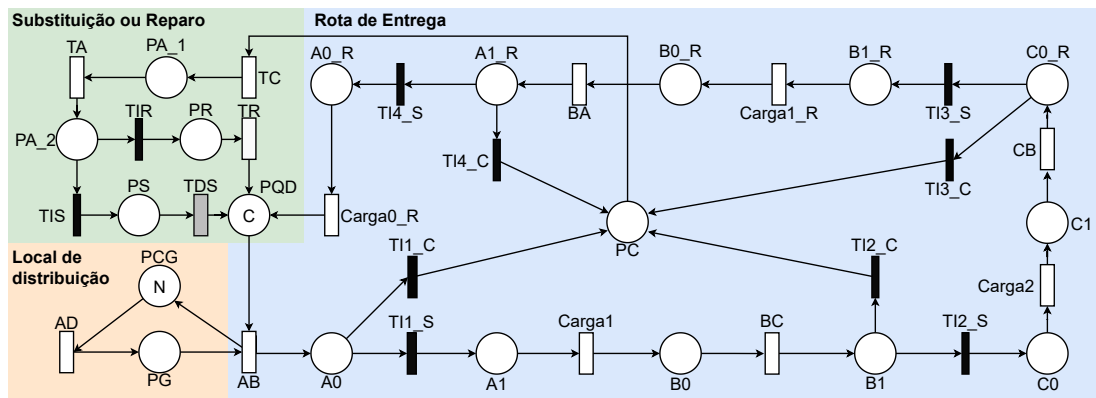 Substituição ou Reparo
Rota de Entrega
TA
PA_1
TC
A0_R
A1_R
B0_R
B1_R
C0_R
TI4_S
BA
Carga1_R
TI3_S
TIR
PR
TR
PA_2
TI4_C
CB
TI3_C
PS
TDS
PQD
TIS
C
Carga0_R
PC
C1
Local de
distribuição
PCG
N
TI1_C
TI2_C
Carga2
AD
TI1_S
Carga1
BC
TI2_S
PG
AB
A0
A1
B0
B1
C0